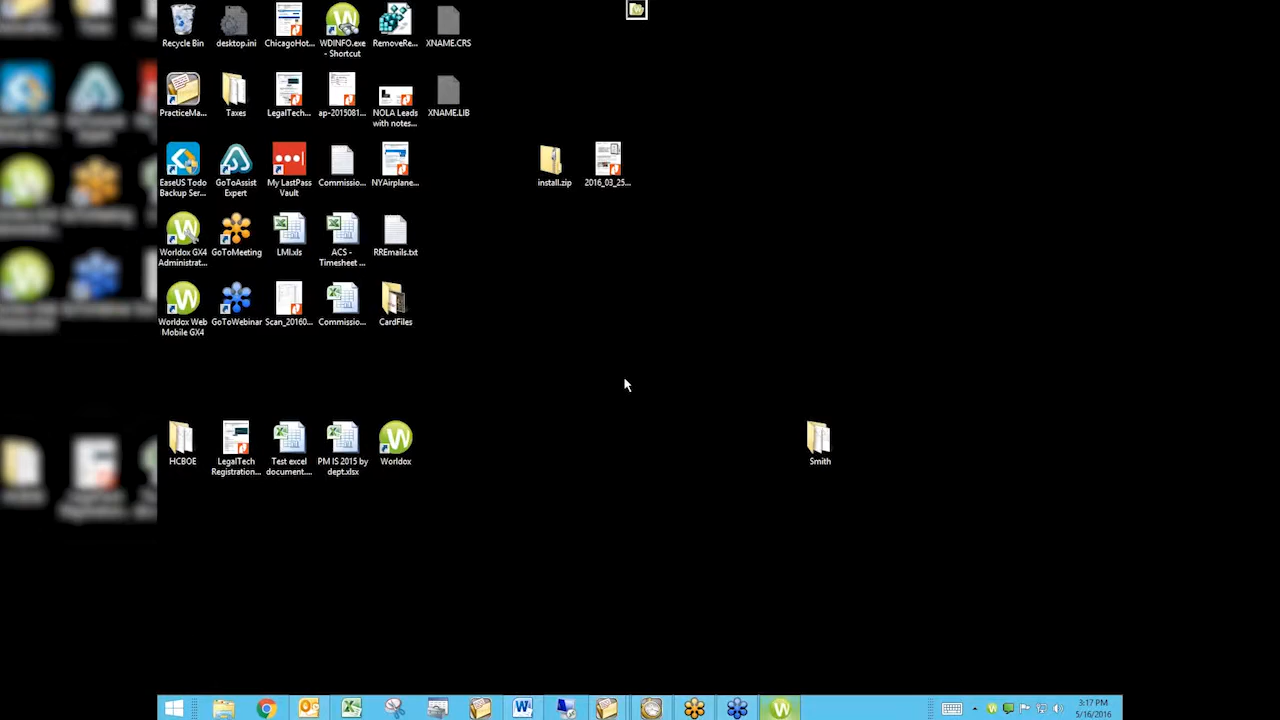 Recycle Bin
desktop.ini
ChicagoHot...
WDINFO.exe
- Shortcut
RemoveRe...
XNAME.CRS
PracticeMa...
Taxes
LegalTech...
ap-2015081...
NOLA Leads
with notes...
XNAME.LIB
EaseUS Todo
Backup Ser...
GoToAssist
Expert
My LastPass
Vault
Commissio...
NYAirplane...
install.zip
2016_03_25...
Worldox GX4
Administrat...
GoToMeeting
LMI.xls
ACS -
Timesheet ...
RREmails.txt
Worldox Web
Mobile GX4
GoToWebinar
Scan_20160...
Commissio...
CardFiles
HCBOE
LegalTech
Registration...
Test excel
document....
PM IS 2015 by
dept.xlsx
Worldox
Smith
3:17 PM
5/16/2016